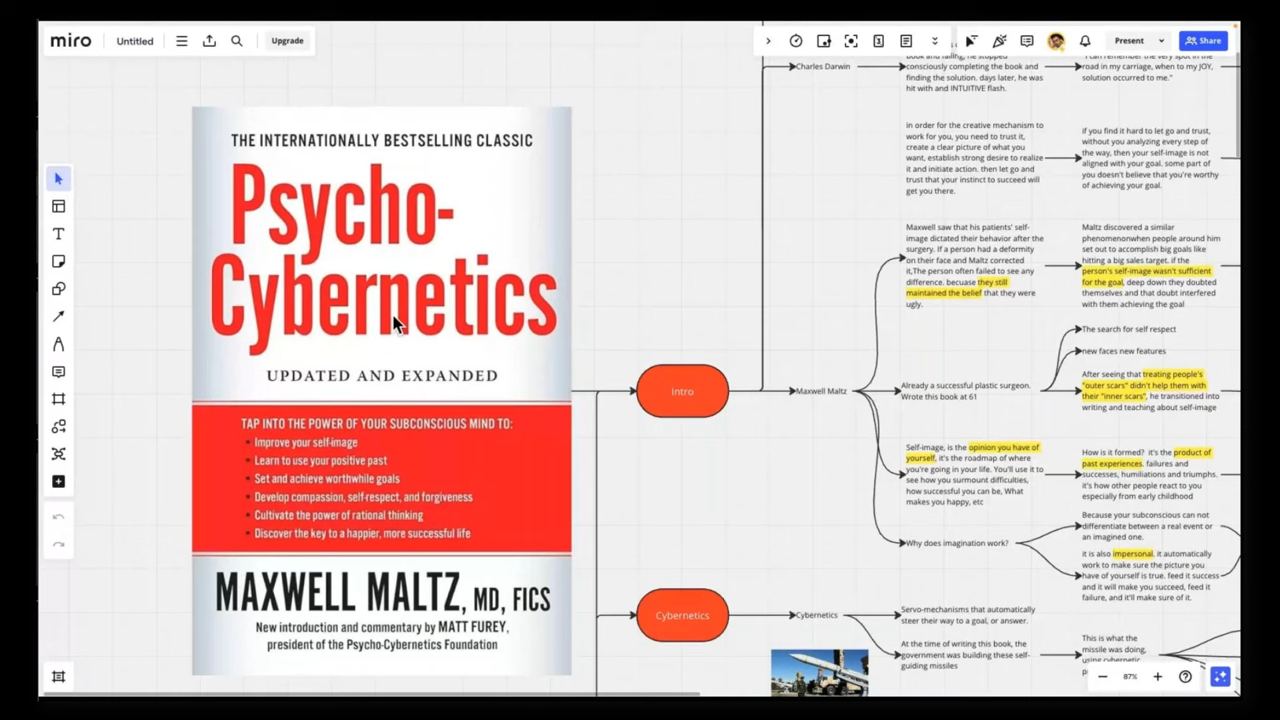 miro
Untitled
Upgrade
Present
Share
THE INTERNATIONALLY BESTSELLING CLASSIC
Psycho-
Cybernetics
UPDATED AND EXPANDED
TAP INTO THE POWER OF YOUR SUBCONSCIOUS MIND TO:
• Improve your self-image
• Learn to use your positive past
• Set and achieve worthwhile goals
• Develop compassion, self-respect, and forgiveness
• Cultivate the power of rational thinking
• Discover the key to a happier, more successful life
MAXWELL MALTZ, MD, FICS
New introduction and commentary by MATT FUREY,
president of the Psycho-Cybernetics Foundation
Intro
Cybernetics
Charles Darwin
book and failing, he stopped
consciously completing the book and
finding the solution. days later, he was
hit with and INTUITIVE flash.
"I can remember the very spot in the
road in my carriage, when to my JOY,
solution occurred to me."
in order for the creative mechanism to
work for you, you need to trust it,
create a clear picture of what you
want, establish strong desire to realize
it and initiate action. then let go and
trust that your instinct to succeed will
get you there.
if you find it hard to let go and trust,
without you analyzing every step of
the way, then your self-image is not
aligned with your goal. some part of
you doesn't believe that you're worthy
of achieving your goal.
Maxwell Maltz
Maxwell saw that his patients' self-
image dictated their behavior after the
surgery. If a person had a deformity
on their face and Maltz corrected
it,The person often failed to see any
difference. becuase they still
maintained the belief that they were
ugly.
Maltz discovered a similar
phenomenonwhen people around him
set out to accomplish big goals like
hitting a big sales target. if the
person's self-image wasn't sufficient
for the goal, deep down they doubted
themselves and that doubt interfered
with them achieving the goal
Already a successful plastic surgeon.
Wrote this book at 61
The search for self respect
new faces new features
After seeing that treating people's
"outer scars" didn't help them with
their "inner scars", he transitioned into
writing and teaching about self-image
Self-image, is the opinion you have of
yourself, it's the roadmap of where
you're going in your life. You'll use it to
see how you surmount difficulties,
how successful you can be, What
makes you happy, etc
How is it formed? it's the product of
past experiences. failures and
successes, humiliations and triumphs.
it's how other people react to you
especially from early childhood
Why does imagination work?
Because your subconscious can not
differentiate between a real event or
an imagined one.
it is also impersonal. it automatically
work to make sure the picture you
have of yourself is true. feed it success
and it will make you succeed, feed it
failure, and it'll make sure of it.
Cybernetics
Servo-mechanisms that automatically
steer their way to a goal, or answer.
At the time of writing this book, the
government was building these self-
guiding missiles
This is what the
missile was doing,
using cybernetic
87%